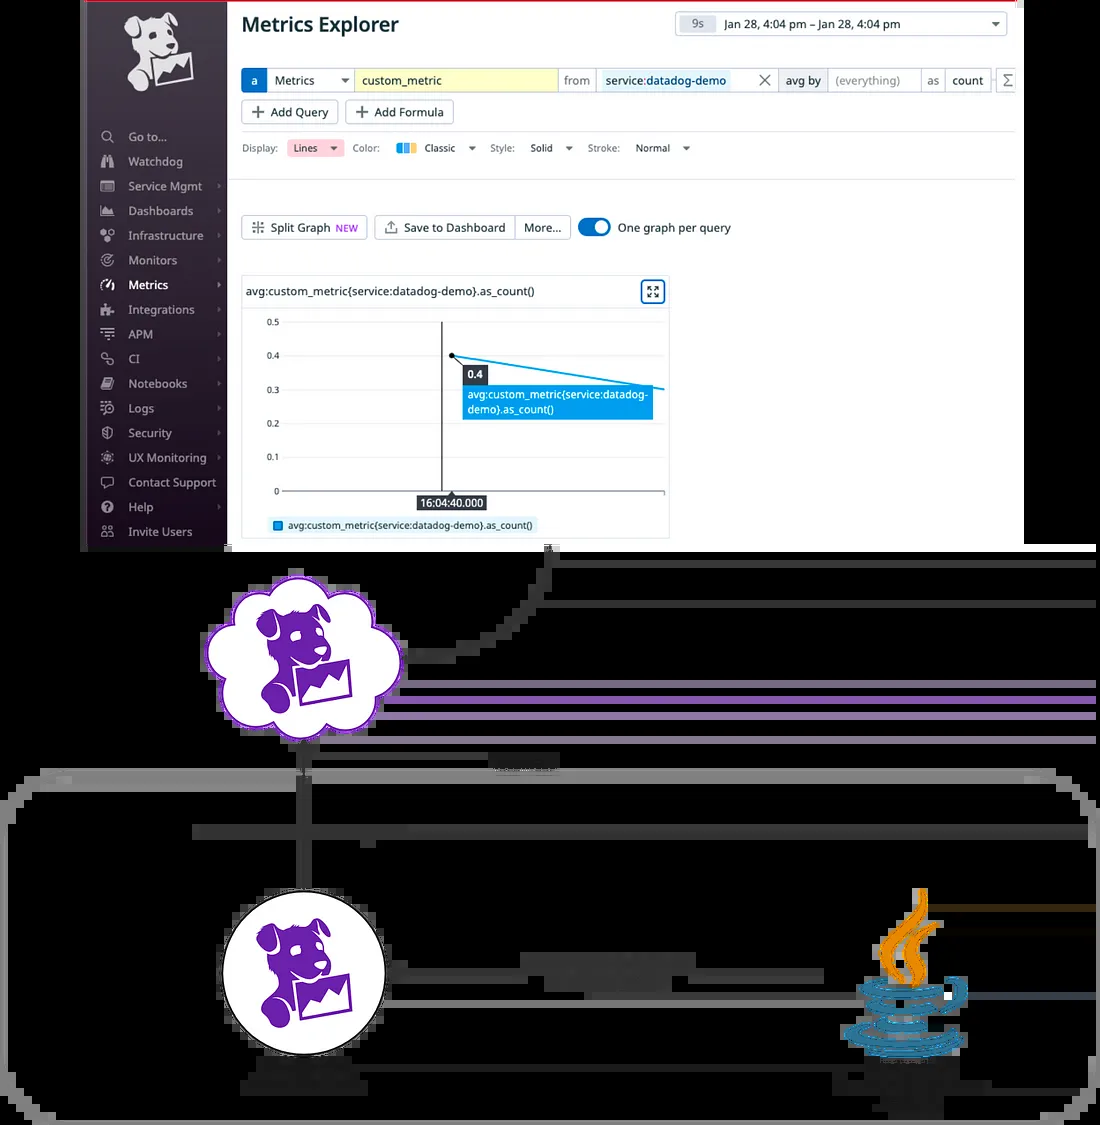 Metrics Explorer
9s Jan 28, 4:04 pm – Jan 28, 4:04 pm
a Metrics custom_metric from service:datadog-demo avg by (everything) as count Σ
Add Query Add Formula
Display: Lines Color: Classic Style: Solid Stroke: Normal
Split Graph NEW Save to Dashboard More... One graph per query
avg:custom_metric{service:datadog-demo}.as_count()
0.5
0.4
0.3
0.2
0.1
0
0.4
avg:custom_metric{service:datadog-
demo}.as_count()
16:04:40.000
avg:custom_metric{service:datadog-demo}.as_count()
Go to...
Watchdog
Service Mgmt
Dashboards
Infrastructure
Monitors
Metrics
Integrations
APM
CI
Notebooks
Logs
Security
UX Monitoring
Contact Support
Help
Invite Users